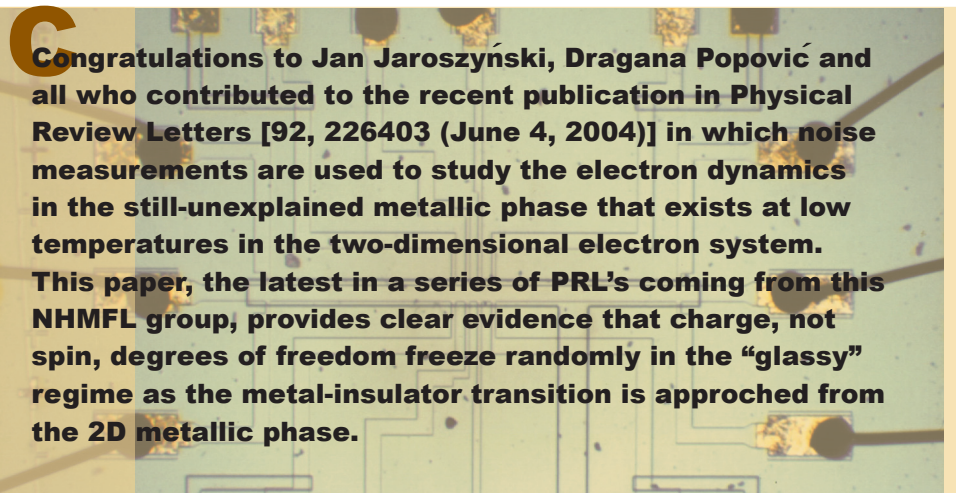 Congratulations to Jan Jaroszyński, Dragana Popović and
all who contributed to the recent publication in Physical
Review Letters [92, 226403 (June 4, 2004)] in which noise
measurements are used to study the electron dynamics
in the still-unexplained metallic phase that exists at low
temperatures in the two-dimensional electron system.
This paper, the latest in a series of PRL’s coming from this
NHMFL group, provides clear evidence that charge, not
spin, degrees of freedom freeze randomly in the “glassy”
regime as the metal-insulator transition is approched from
the 2D metallic phase.